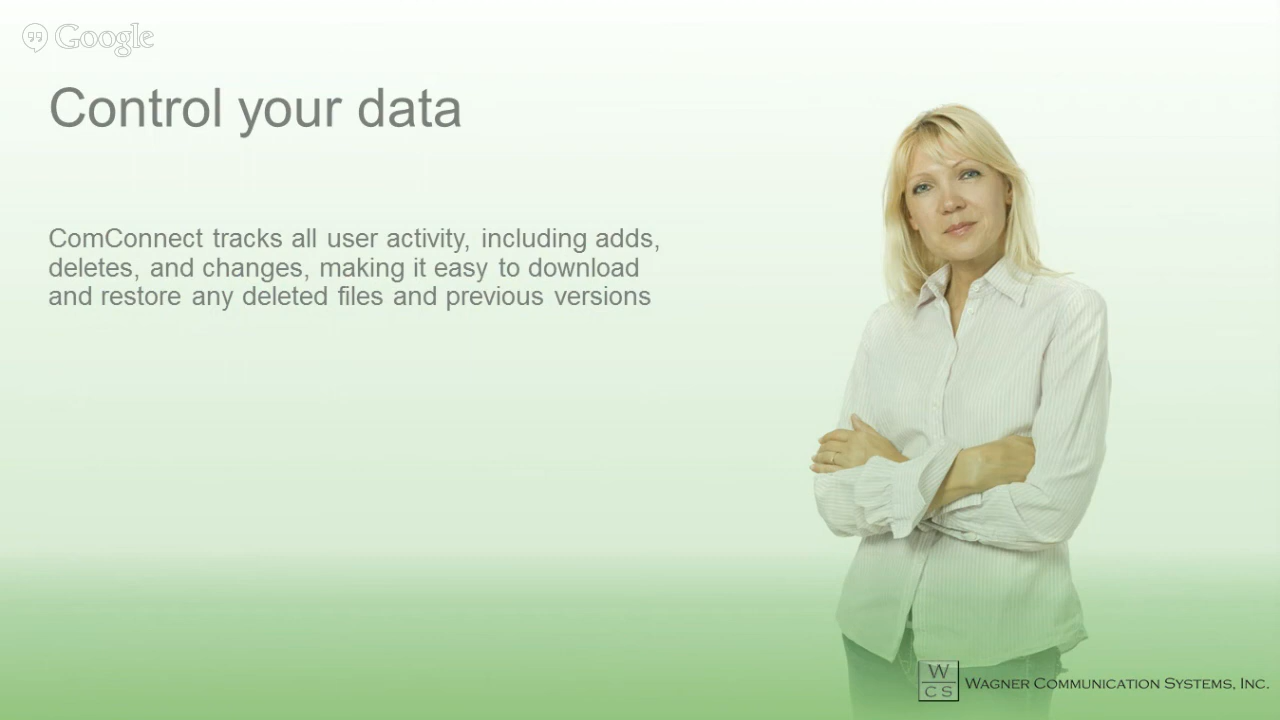 Google
Control your data
ComConnect tracks all user activity, including adds,
deletes, and changes, making it easy to download
and restore any deleted files and previous versions
W
CS
WAGNER COMMUNICATION SYSTEMS, INC.